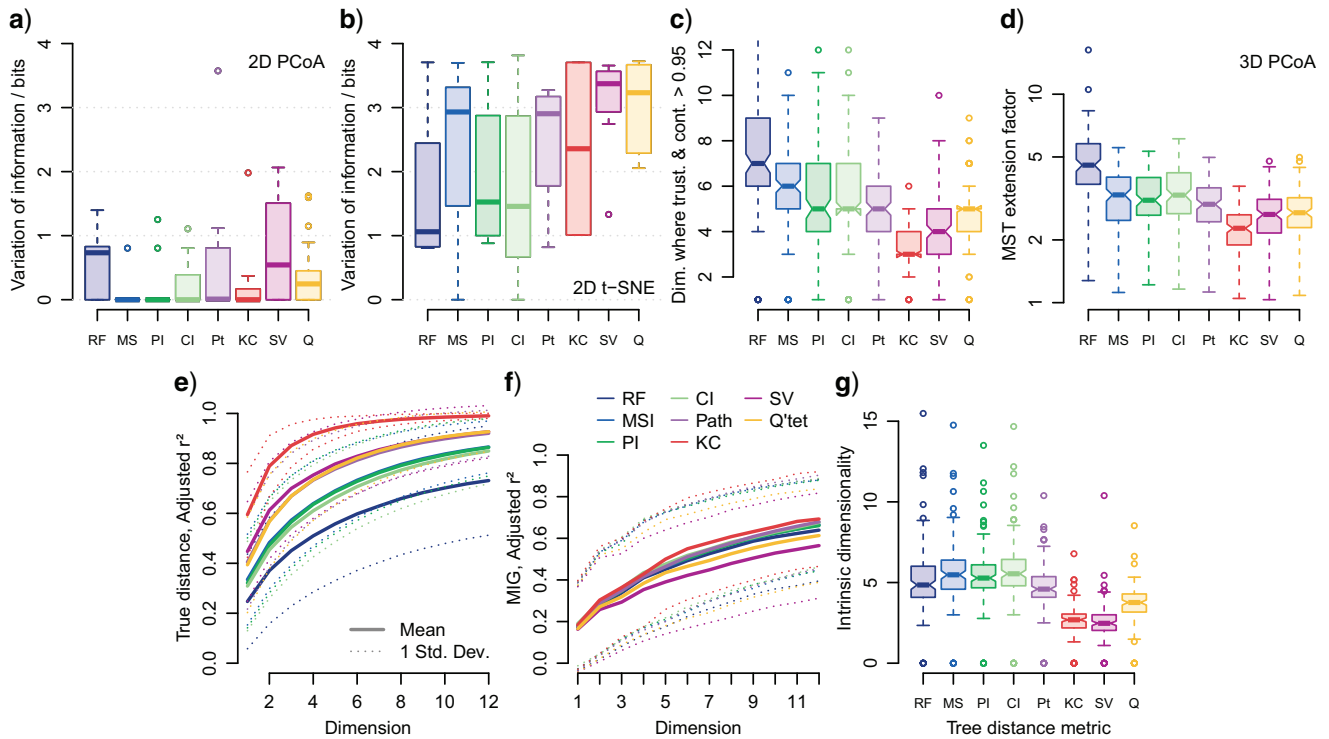 a)
2D PCoA
Variation of information / bits
4
3
2
1
0
RF MS PI CI Pt KC SV Q
b)
2D t−SNE
Variation of information / bits
4
3
2
1
0
RF MS PI CI Pt KC SV Q
c)
Dim. where trust. & cont. > 0.95
12
10
8
6
4
2
RF MS PI CI Pt KC SV Q
d)
3D PCoA
MST extension factor
10
5
2
1
RF MS PI CI Pt KC SV Q
e)
True distance, Adjusted r²
1.0
0.8
0.6
0.4
0.2
0.0
Mean
1 Std. Dev.
2 4 6 8 10 12
Dimension
f)
RF CI SV
MSI Path Q'tet
PI KC
MIG, Adjusted r²
1.0
0.8
0.6
0.4
0.2
0.0
1 3 5 7 9 11
Dimension
g)
Intrinsic dimensionality
15
10
5
0
RF MS PI CI Pt KC SV Q
Tree distance metric